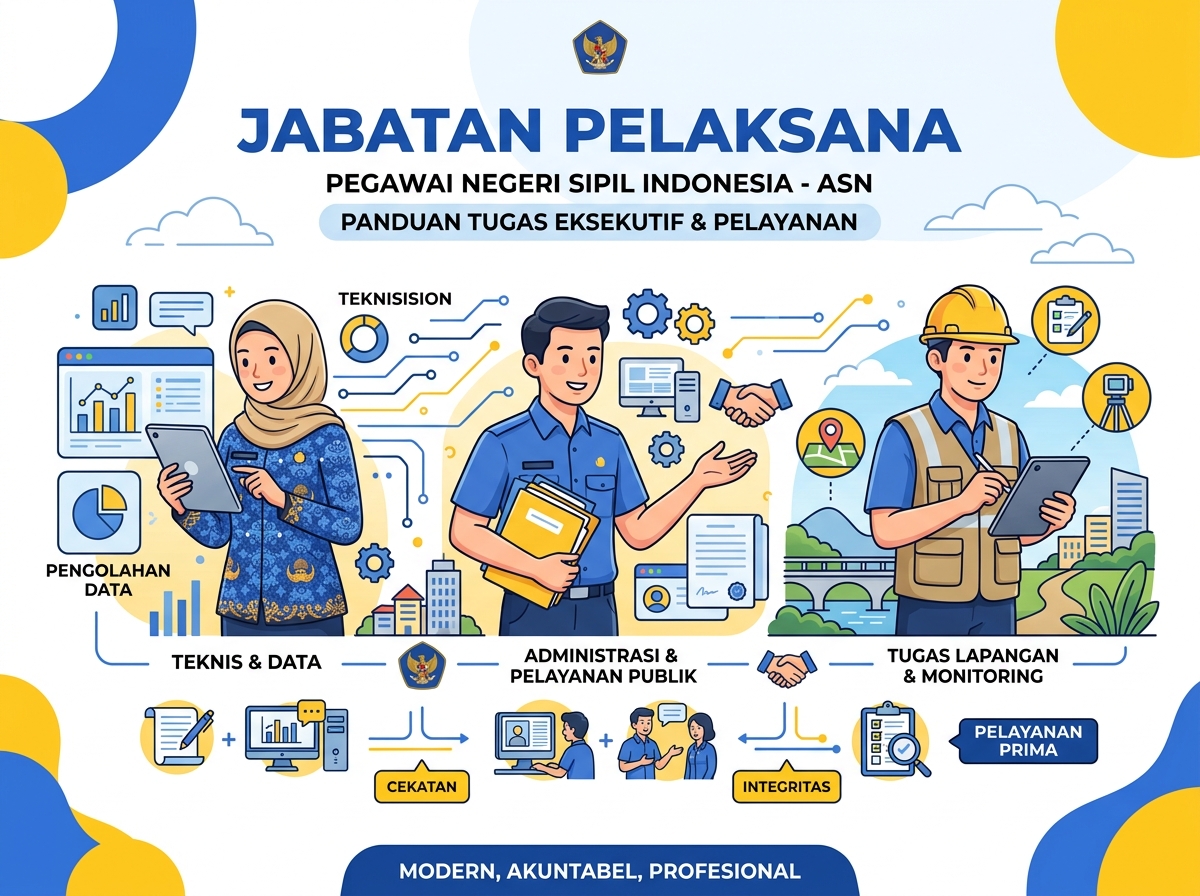 JABATAN PELAKSANA
PEGAWAI NEGERI SIPIL INDONESIA - ASN
PANDUAN TUGAS EKSEKUTIF & PELAYANAN
TEKNISISION
PENGOLAHAN
DATA
TEKNIS & DATA
ADMINISTRASI &
PELAYANAN PUBLIK
TUGAS LAPANGAN
& MONITORING
CEKATAN
INTEGRITAS
PELAYANAN
PRIMA
MODERN, AKUNTABEL, PROFESIONAL